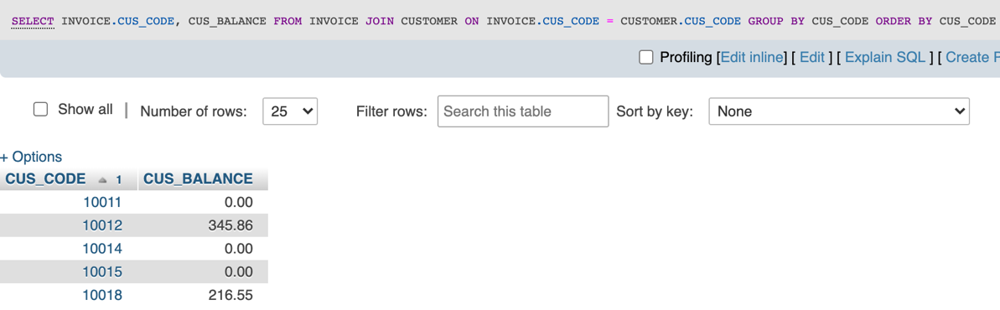 SELECT INVOICE.CUS_CODE, CUS_BALANCE FROM INVOICE JOIN CUSTOMER ON INVOICE.CUS_CODE = CUSTOMER.CUS_CODE GROUP BY CUS_CODE ORDER BY CUS_CODE
Profiling [Edit inline] [ Edit ] [ Explain SQL ] [ Create P
Show all | Number of rows: 25 Filter rows: Search this table Sort by key: None
+ Options
CUS_CODE 1 CUS_BALANCE
10011 0.00
10012 345.86
10014 0.00
10015 0.00
10018 216.55